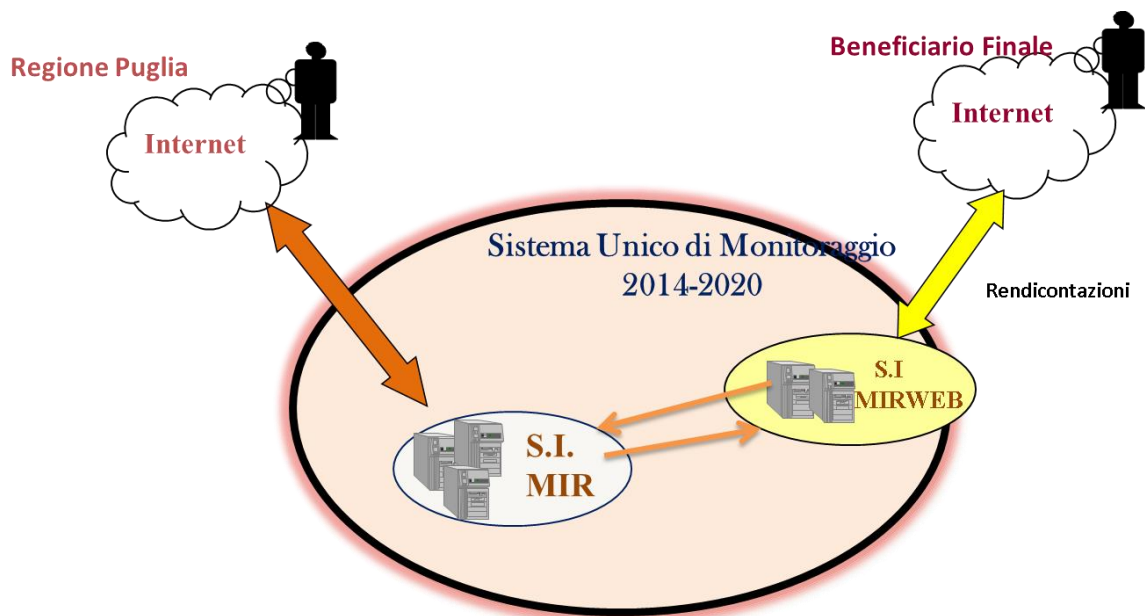 Regione Puglia
Internet
Beneficiario Finale
Internet
Sistema Unico di Monitoraggio
2014-2020
Rendicontazioni
S.I
MIRWEB
S.I.
MIR